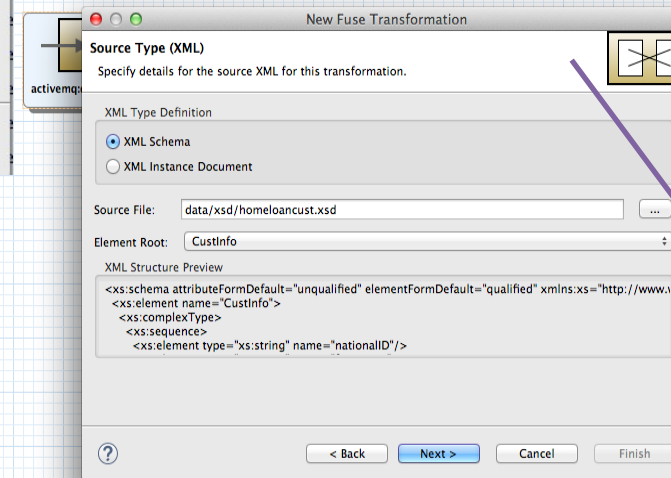 New Fuse Transformation
Source Type (XML)
Specify details for the source XML for this transformation.
activemq:
XML Type Definition
XML Schema
XML Instance Document
Source File: data/xsd/homeloancust.xsd ...
Element Root: CustInfo
XML Structure Preview
<xs:schema attributeFormDefault="unqualified" elementFormDefault="qualified" xmlns:xs="http://www.w
<xs:element name="CustInfo">
<xs:complexType>
<xs:sequence>
<xs:element type="xs:string" name="nationalID"/>
? < Back Next > Cancel Finish